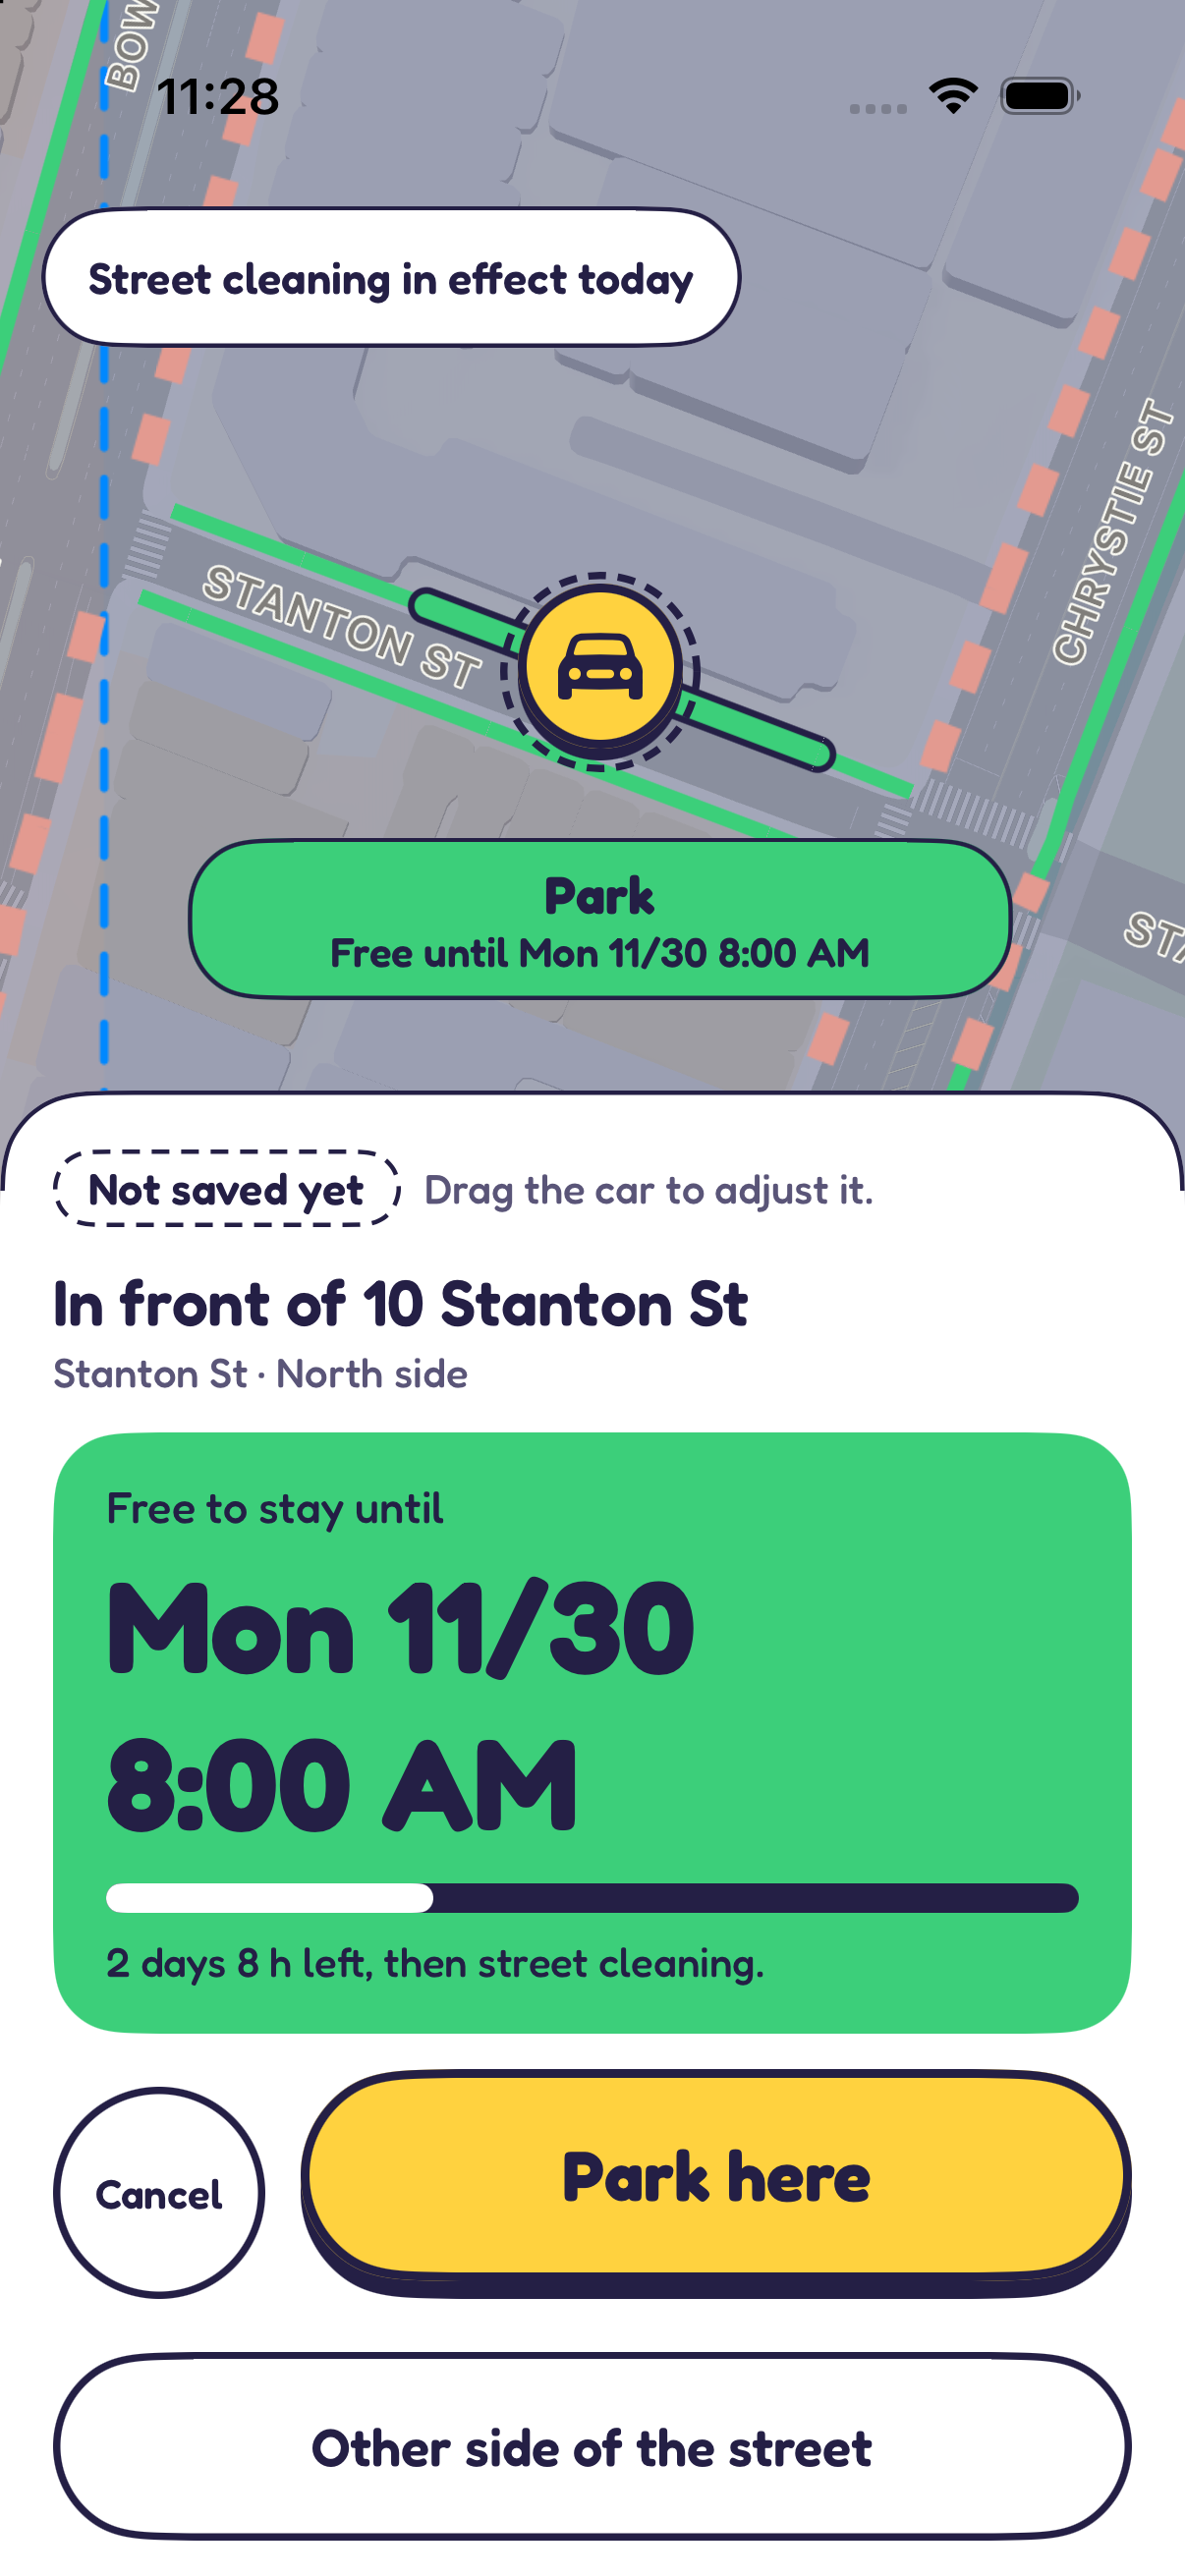 BOW
11:28
Street cleaning in effect today
CHRYSTIE ST
STANTON ST
Park
Free until Mon 11/30 8:00 AM
STA
Not saved yet
Drag the car to adjust it.
In front of 10 Stanton St
Stanton St · North side
Free to stay until
Mon 11/30
8:00 AM
2 days 8 h left, then street cleaning.
Cancel
Park here
Other side of the street